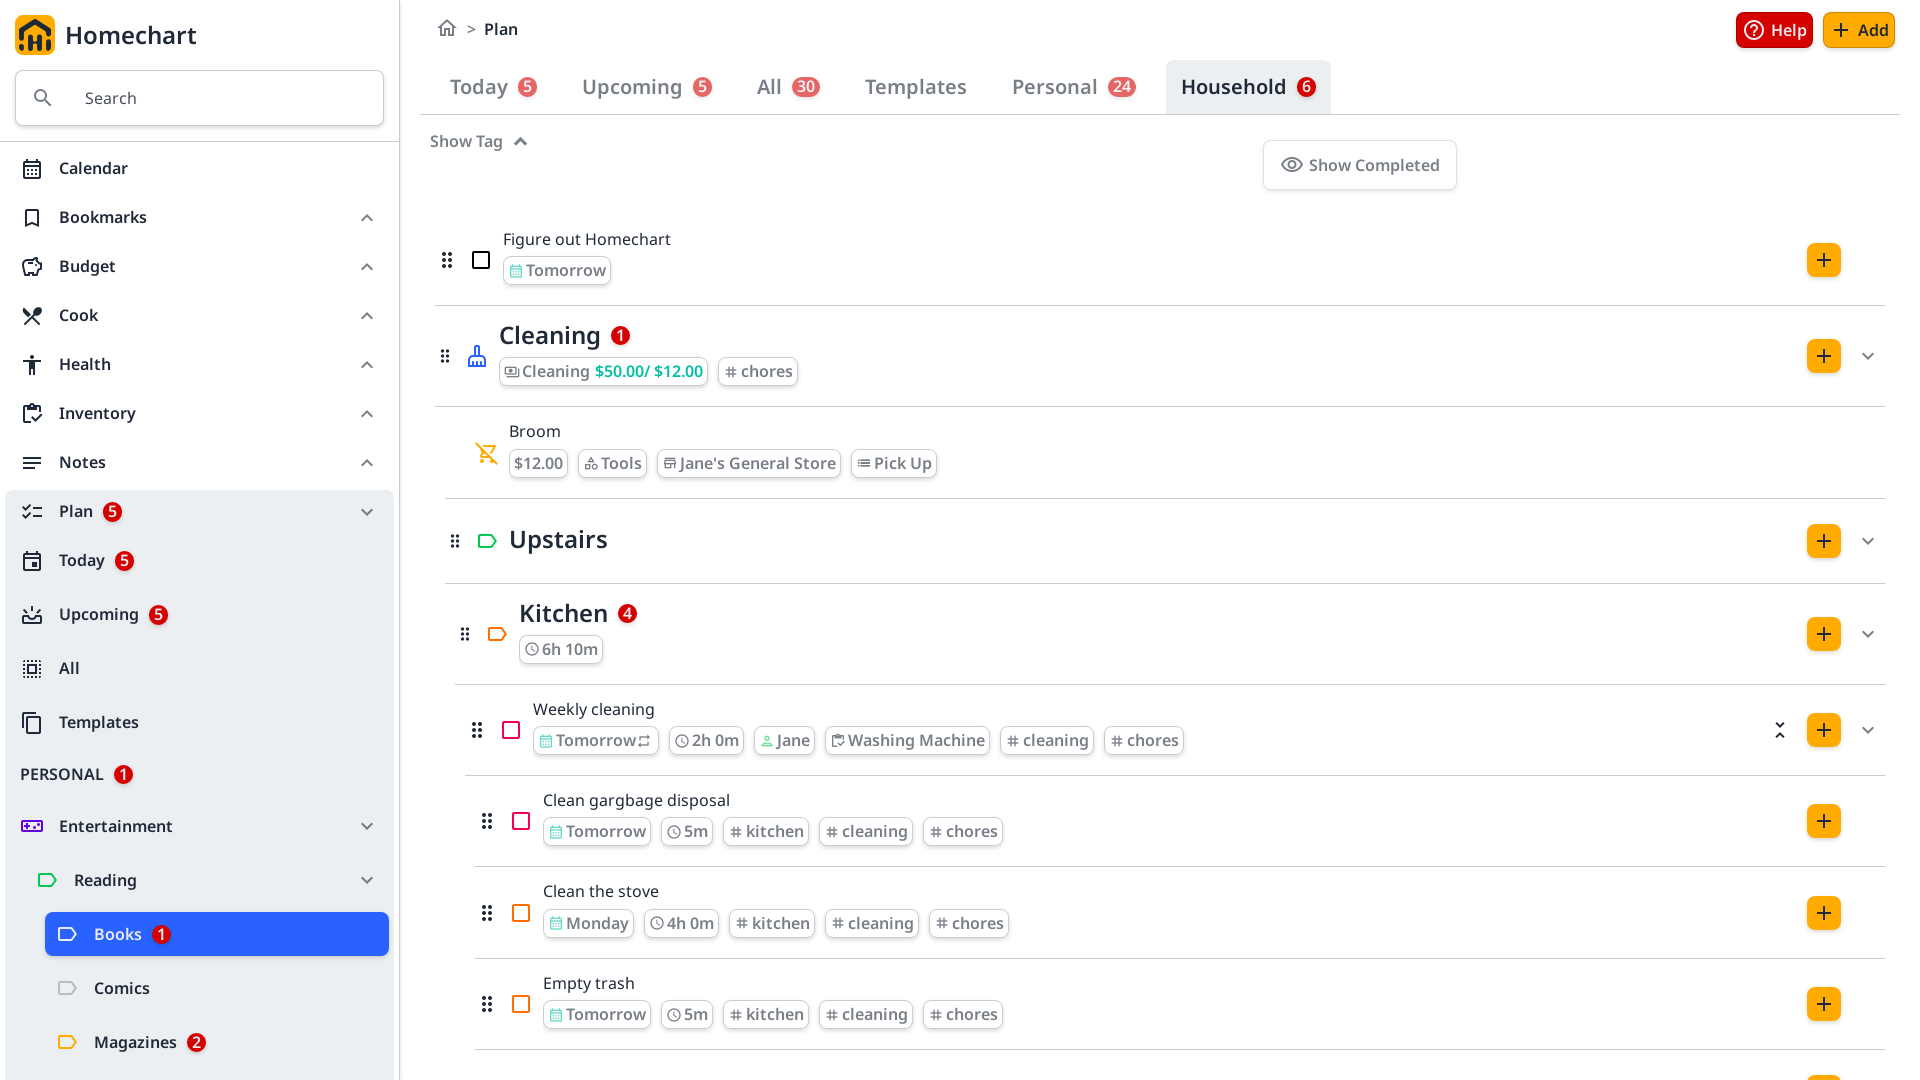 Homechart
Search
Calendar
Bookmarks
Budget
Cook
Health
Inventory
Notes
Plan 5
Today 5
Upcoming 5
All
Templates
PERSONAL 1
Entertainment
Reading
Books 1
Comics
Magazines 2
> Plan
Help
Add
Today 5
Upcoming 5
All 30
Templates
Personal 24
Household 6
Show Tag
Show Completed
Figure out Homechart
Tomorrow
Cleaning 1
Cleaning $50.00/ $12.00 # chores
Broom
$12.00 Tools Jane's General Store Pick Up
Upstairs
Kitchen 4
6h 10m
Weekly cleaning
Tomorrow 2h 0m Jane Washing Machine # cleaning # chores
Clean gargbage disposal
Tomorrow 5m # kitchen # cleaning # chores
Clean the stove
Monday 4h 0m # kitchen # cleaning # chores
Empty trash
Tomorrow 5m # kitchen # cleaning # chores